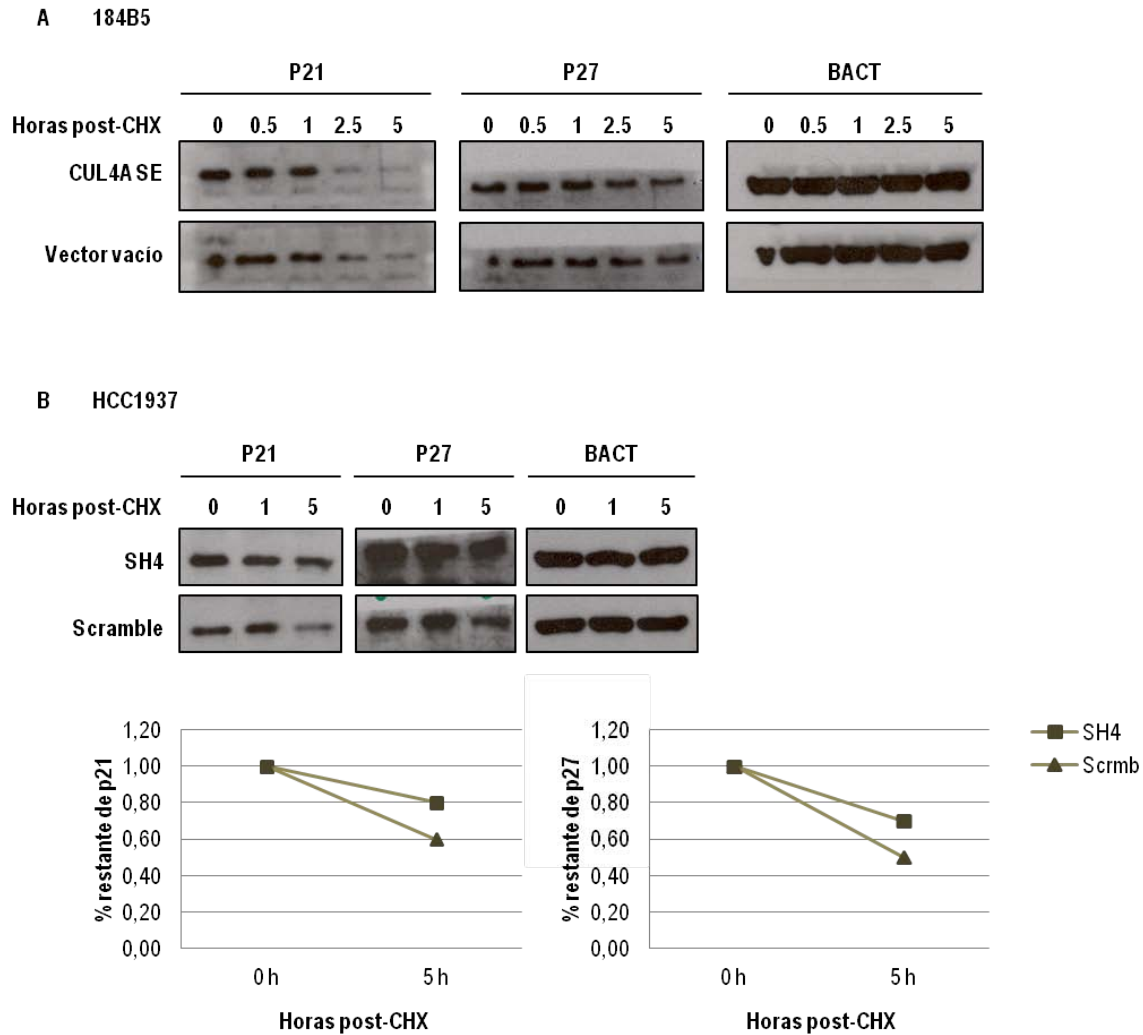 A 184B5
P21 P27 BACT
Horas post-CHX 0 0.5 1 2.5 5 0 0.5 1 2.5 5 0 0.5 1 2.5 5
CUL4A SE
Vector vacío
B HCC1937
P21 P27 BACT
Horas post-CHX 0 1 5 0 1 5 0 1 5
SH4
Scramble
% restante de p21
1,20
1,00
0,80
0,60
0,40
0,20
0,00
0 h 5 h
Horas post-CHX
% restante de p27
1,20
1,00
0,80
0,60
0,40
0,20
0,00
0 h 5 h
Horas post-CHX
SH4
Scrmb